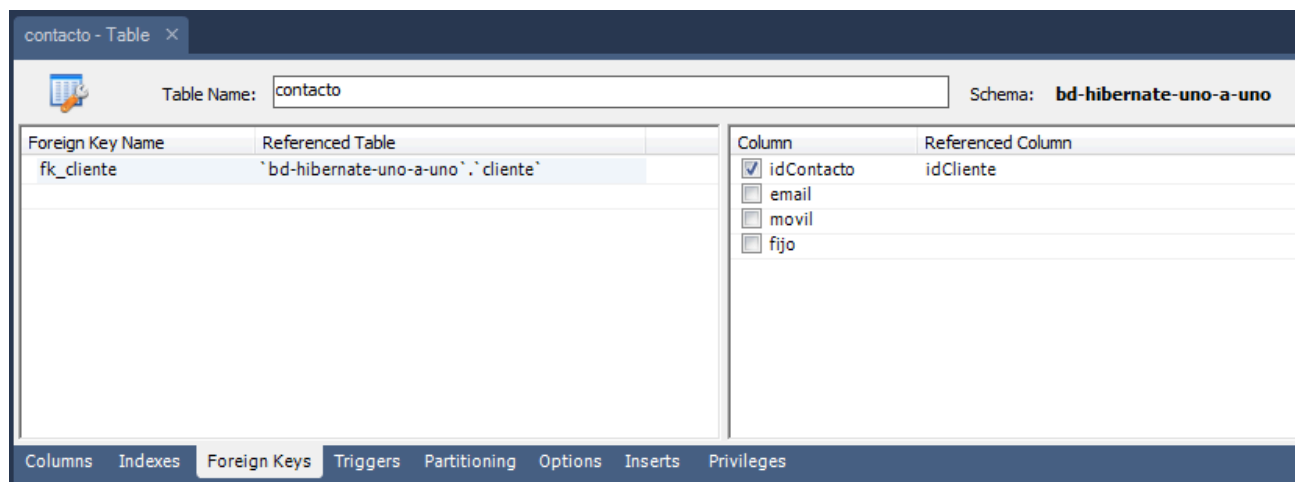 contacto - Table ×
Table Name: contacto Schema: bd-hibernate-uno-a-uno
Foreign Key Name Referenced Table
fk_cliente `bd-hibernate-uno-a-uno`.`cliente`
Column Referenced Column
idContacto idCliente
email
movil
fijo
Columns Indexes Foreign Keys Triggers Partitioning Options Inserts Privileges